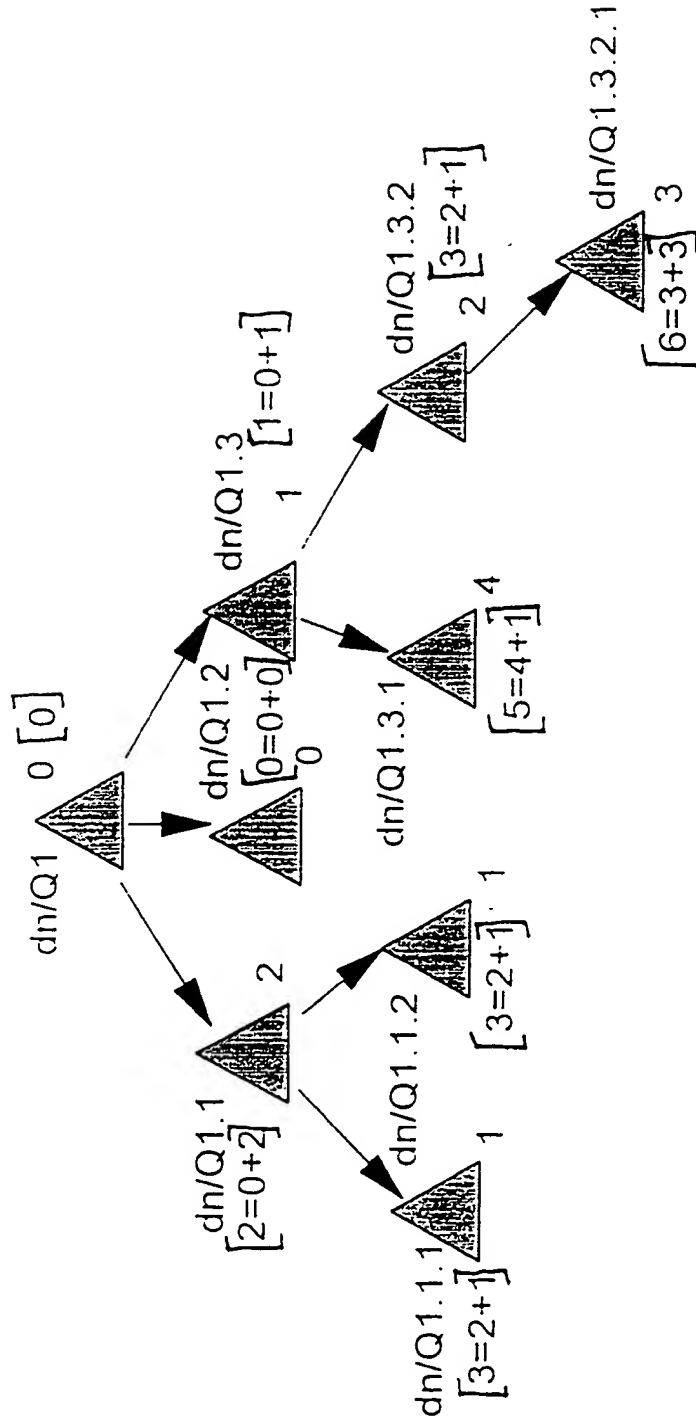 dn/Q1
0 [0]
dn/Q1.1
[2=0+2]
2
dn/Q1.2
[0=0+0]
0
dn/Q1.3
1
[1=0+1]
dn/Q1.1.1
[3=2+1]
1
dn/Q1.1.2
[3=2+1]
1
dn/Q1.3.1
[5=4+1]
4
dn/Q1.3.2
2 [3=2+1]
dn/Q1.3.2.1
[6=3+3]
3